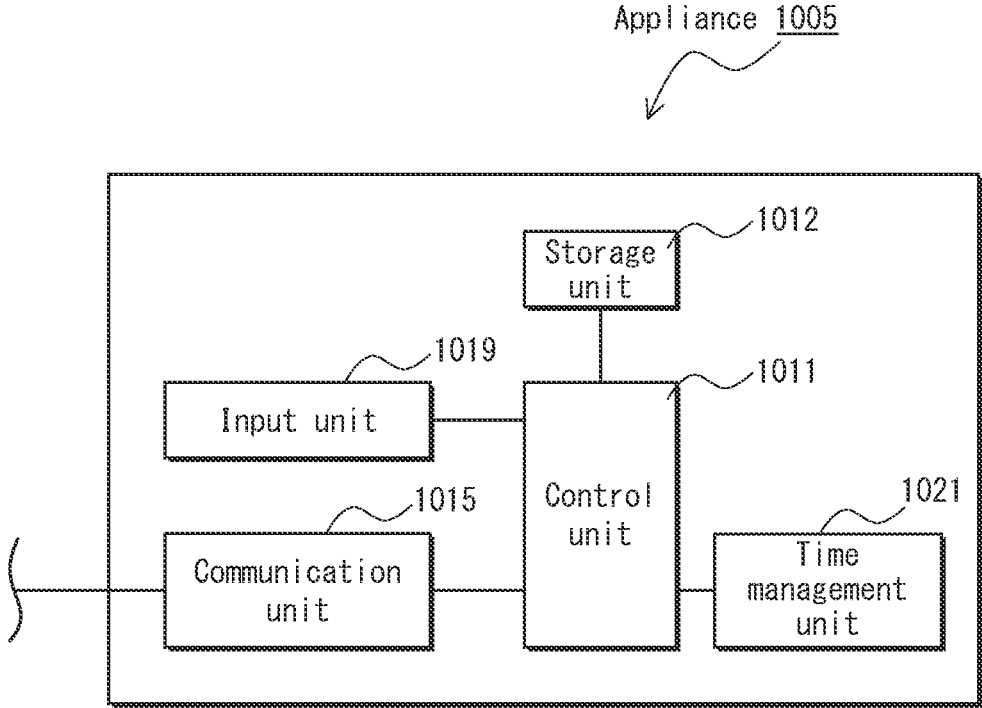 Appliance 1005
1012
Storage
unit
1019
1011
Input unit
Control
unit
1015
1021
Communication
unit
Time
management
unit